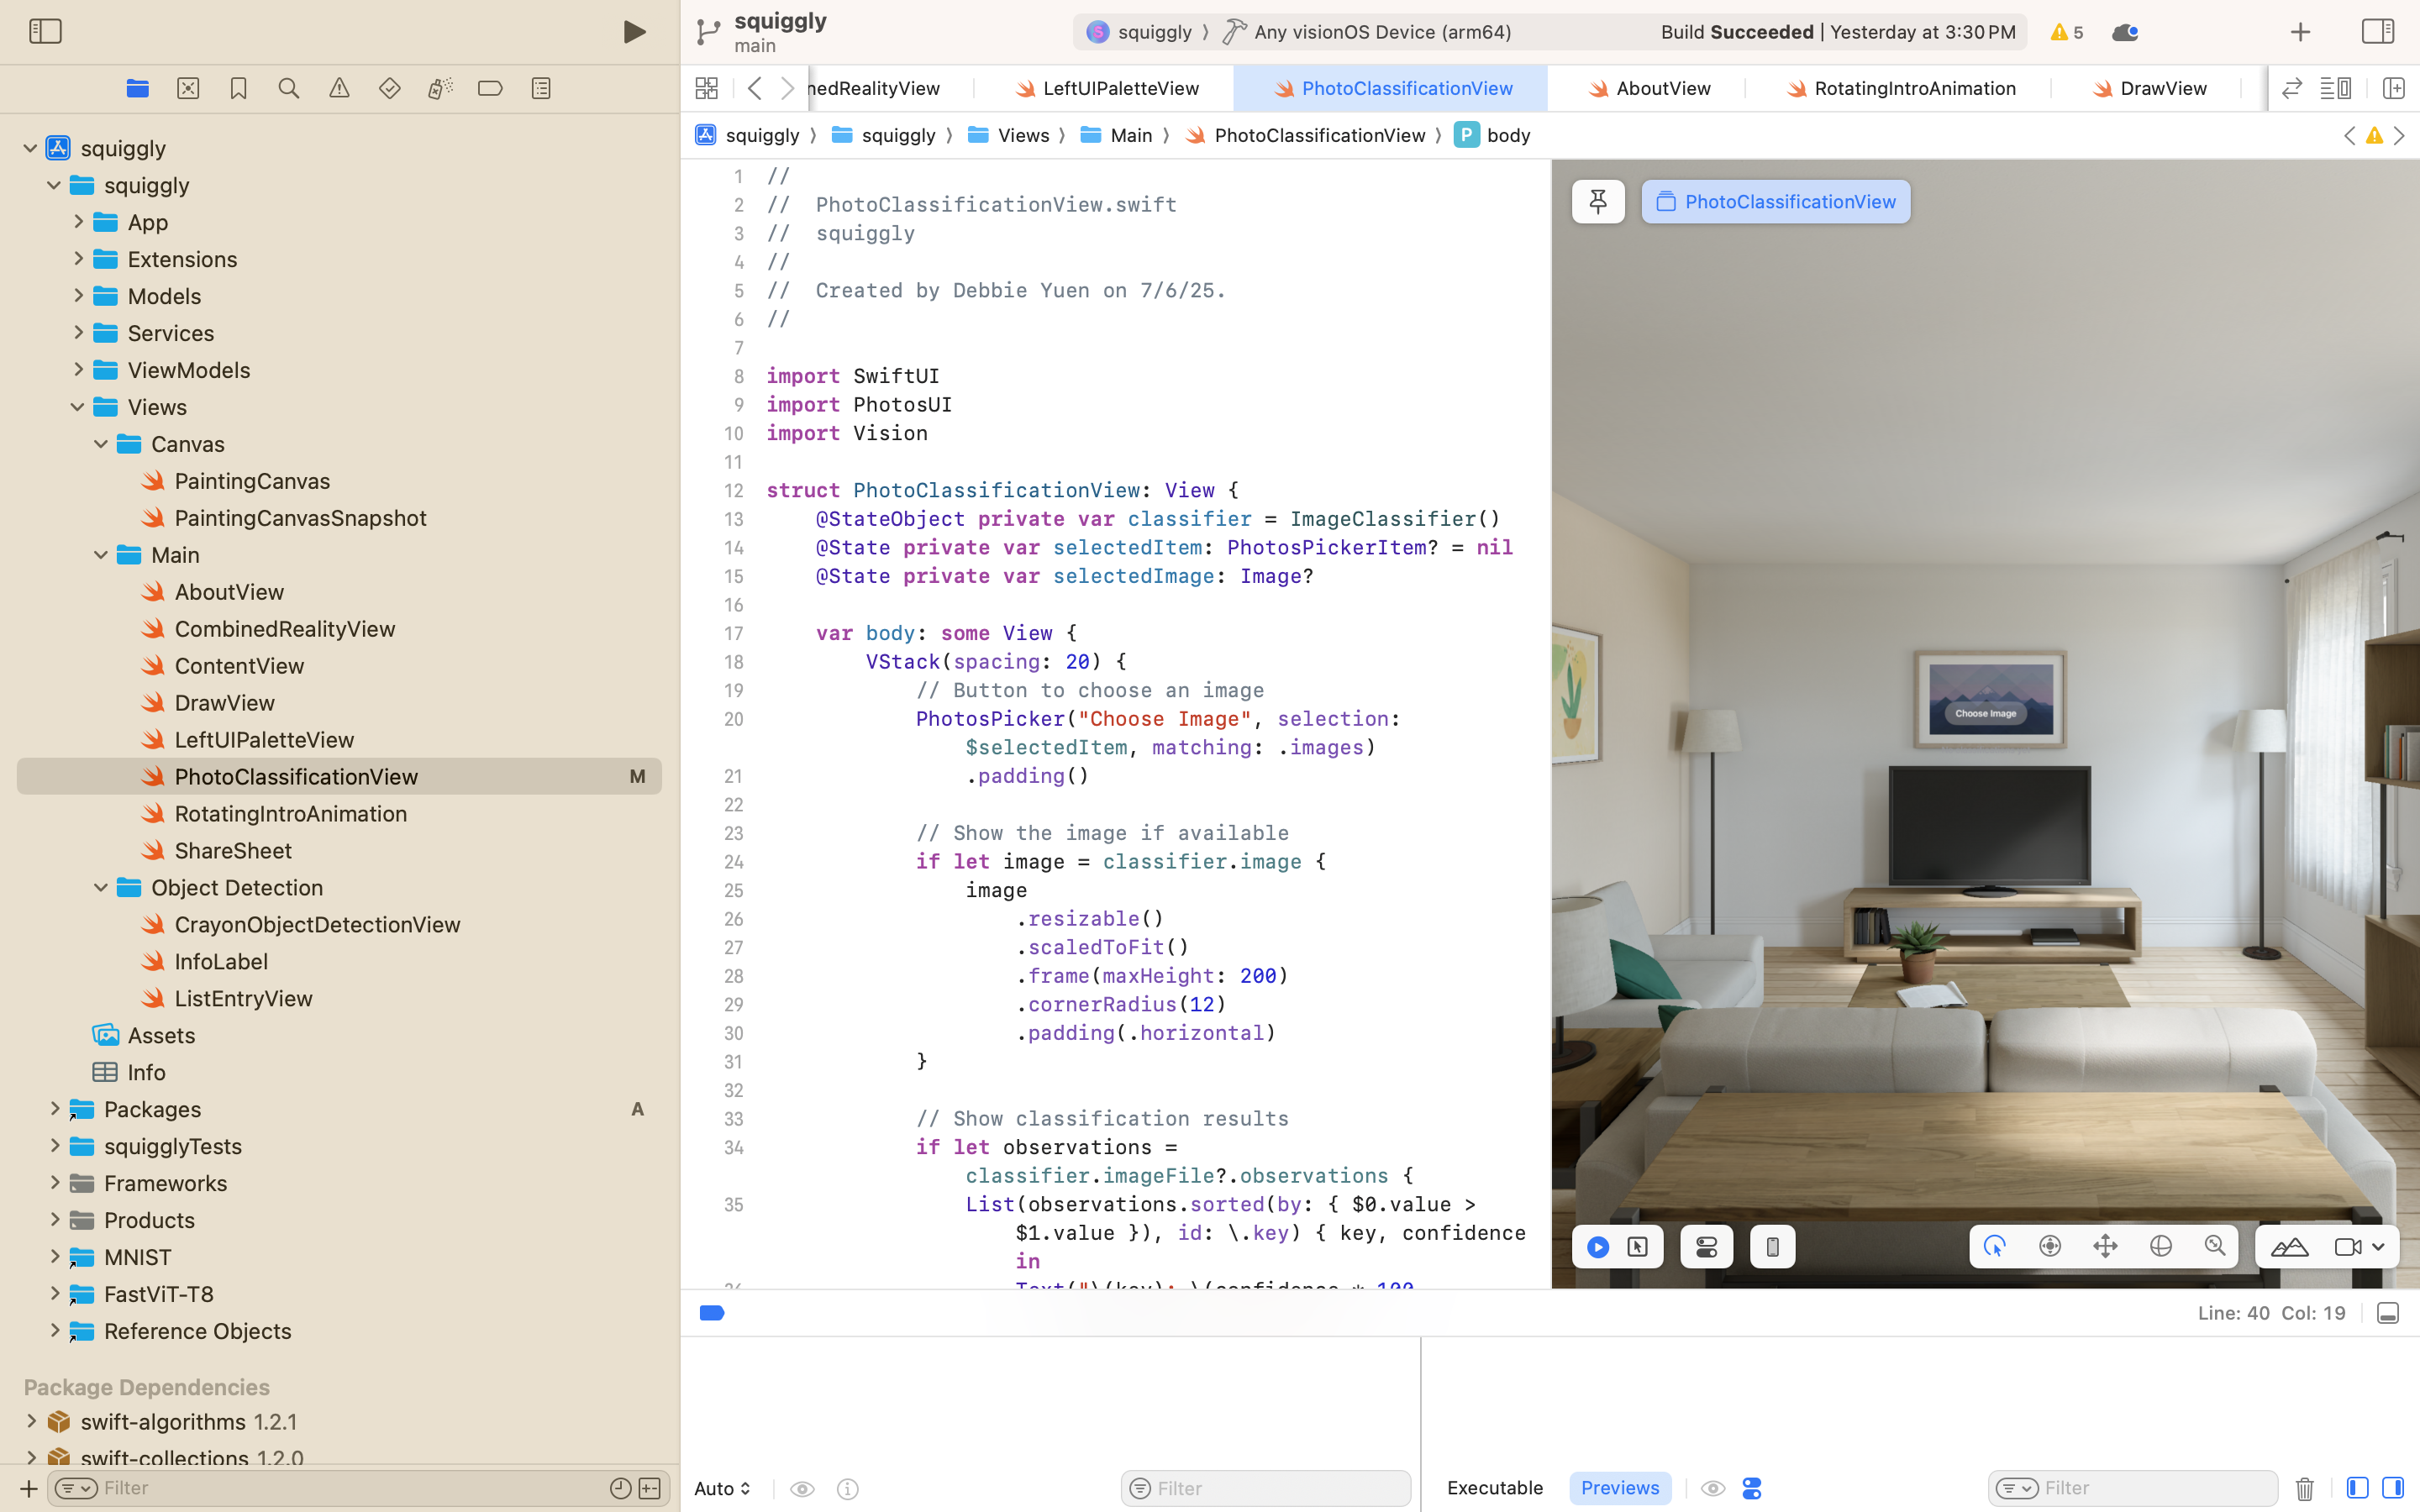 squiggly
main
squiggly
Any visionOS Device (arm64)
Build Succeeded | Yesterday at 3:30 PM
5
nedRealityView
LeftUIPaletteView
PhotoClassificationView
AboutView
RotatingIntroAnimation
DrawView
squiggly
squiggly
Views
Main
PhotoClassificationView
P
body
squiggly
squiggly
App
Extensions
Models
Services
ViewModels
Views
Canvas
PaintingCanvas
PaintingCanvasSnapshot
Main
AboutView
CombinedRealityView
ContentView
DrawView
LeftUIPaletteView
PhotoClassificationView M
RotatingIntroAnimation
ShareSheet
Object Detection
CrayonObjectDetectionView
InfoLabel
ListEntryView
Assets
Info
Packages A
squigglyTests
Frameworks
Products
MNIST
FastViT-T8
Reference Objects
Package Dependencies
swift-algorithms 1.2.1
swift-collections 1.2.0
Filter
1 //
2 //  PhotoClassificationView.swift
3 //  squiggly
4 //
5 //  Created by Debbie Yuen on 7/6/25.
6 //
7
8 import SwiftUI
9 import PhotosUI
10 import Vision
11
12 struct PhotoClassificationView: View {
13 @StateObject private var classifier = ImageClassifier()
14 @State private var selectedItem: PhotosPickerItem? = nil
15 @State private var selectedImage: Image?
16
17 var body: some View {
18 VStack(spacing: 20) {
19 // Button to choose an image
20 PhotosPicker("Choose Image", selection:
$selectedItem, matching: .images)
21 .padding()
22
23 // Show the image if available
24 if let image = classifier.image {
25 image
26 .resizable()
27 .scaledToFit()
28 .frame(maxHeight: 200)
29 .cornerRadius(12)
30 .padding(.horizontal)
31 }
32
33 // Show classification results
34 if let observations =
classifier.imageFile?.observations {
35 List(observations.sorted(by: { $0.value >
$1.value }), id: \.key) { key, confidence
in
36 Text("\(key): \(confidence * 100
PhotoClassificationView
Choose Image
Line: 40 Col: 19
Auto
Filter
Executable
Previews
Filter